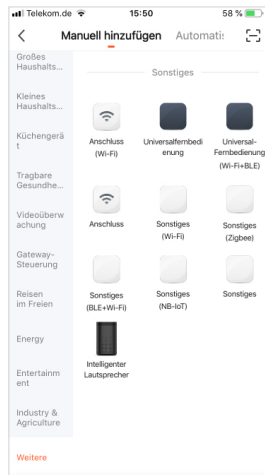 Telekom.de 15:50 58 %
Manuell hinzufügen Automati:
Großes
Haushalts...
Kleines
Haushalts...
Küchengerä
t
Tragbare
Gesundhe...
Videoüberw
achung
Gateway-
Steuerung
Reisen
im Freien
Energy
Entertainm
ent
Industry &
Agriculture
Weitere
Sonstiges
Anschluss
(Wi-Fi)
Universalfernbedi
enung
Universal-
Fernbedienung
(Wi-Fi+BLE)
Anschluss
Sonstiges
(Wi-Fi)
Sonstiges
(Zigbee)
Sonstiges
(BLE+Wi-Fi)
Sonstiges
(NB-IoT)
Sonstiges
Intelligenter
Lautsprecher